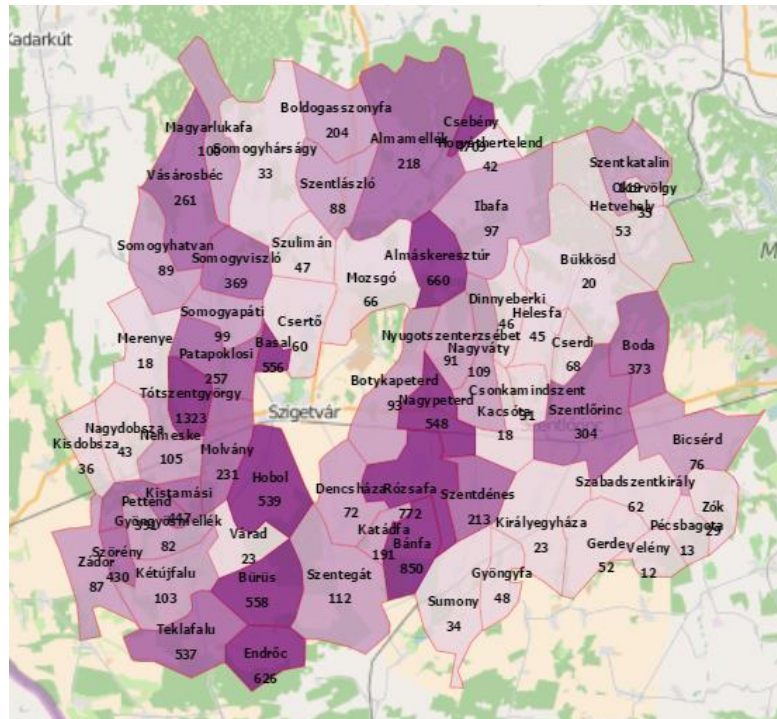 Kadarkút
Boldogasszonyfa
204
Csebény
Almamellék
218
Magyarlukafa
Somogyhárságy
33
42
Szentkatalin
Vásárosbéc
261
Szentlászló
88
Ibafa
97
Hetvehely
53
Somogyhatvan
89
Somogyviszló
369
Szulimán
47
Almáskeresztúr
660
Bükkösd
20
Mozsgó
66
Dinnyeberki
46
Helesfa
45
Somogyapáti
99
Csertő
60
Merenye
18
Basal
556
Nyugotszenterzsébet
91
Nagyváty
109
Cserdi
68
Boda
373
Patapoklosi
257
Botykapeterd
93
Tótszentgyörgy
1323
Szigetvár
Nagypeterd
548
Csonkamindszent
Kacsóta
18
Szentlőrinc
304
Nagydobsza
43
Kisdobsza
36
Nemeske
105
Molván​y
231
Bicsérd
76
Hobol
539
Dencsháza
72
Rózsafa
772
Szentdénes
213
Szabadszentkirály
62
Kistamási
447
Pettend
Gyöngyösmellék
82
Zók
29
Királyegyháza
23
Pécsbagota
13
Várad
23
Katádfa
191
Bánfa
850
Gerde
52
Velény
12
Szörény
430
Zádor
87
Kétújfalu
103
Bürüs
558
Szentegát
112
Gyöngyfa
48
Sumony
34
Teklafalu
537
Endrőc
626